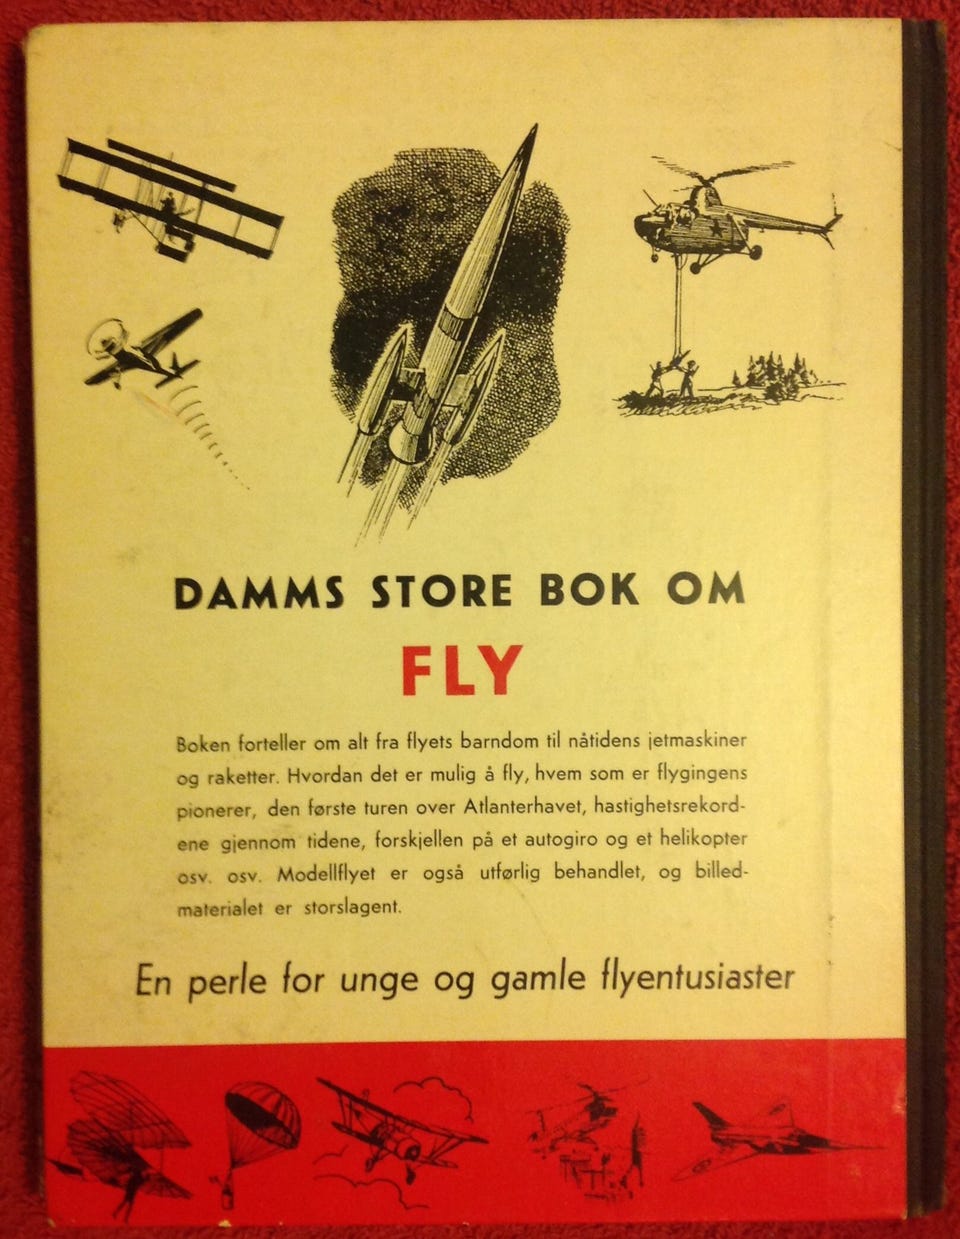 DAMMS STORE BOK OM
FLY
Boken forteller om alt fra flyets barndom til nåtidens jetmaskiner
og raketter. Hvordan det er mulig å fly, hvem som er flygingens
pionerer, den første turen over Atlanterhavet, hastighetsrekord-
ene gjennom tidene, forskjellen på et autogiro og et helikopter
osv. osv. Modellflyet er også utførlig behandlet, og billed-
materialet er storslagent.
En perle for unge og gamle flyentusiaster